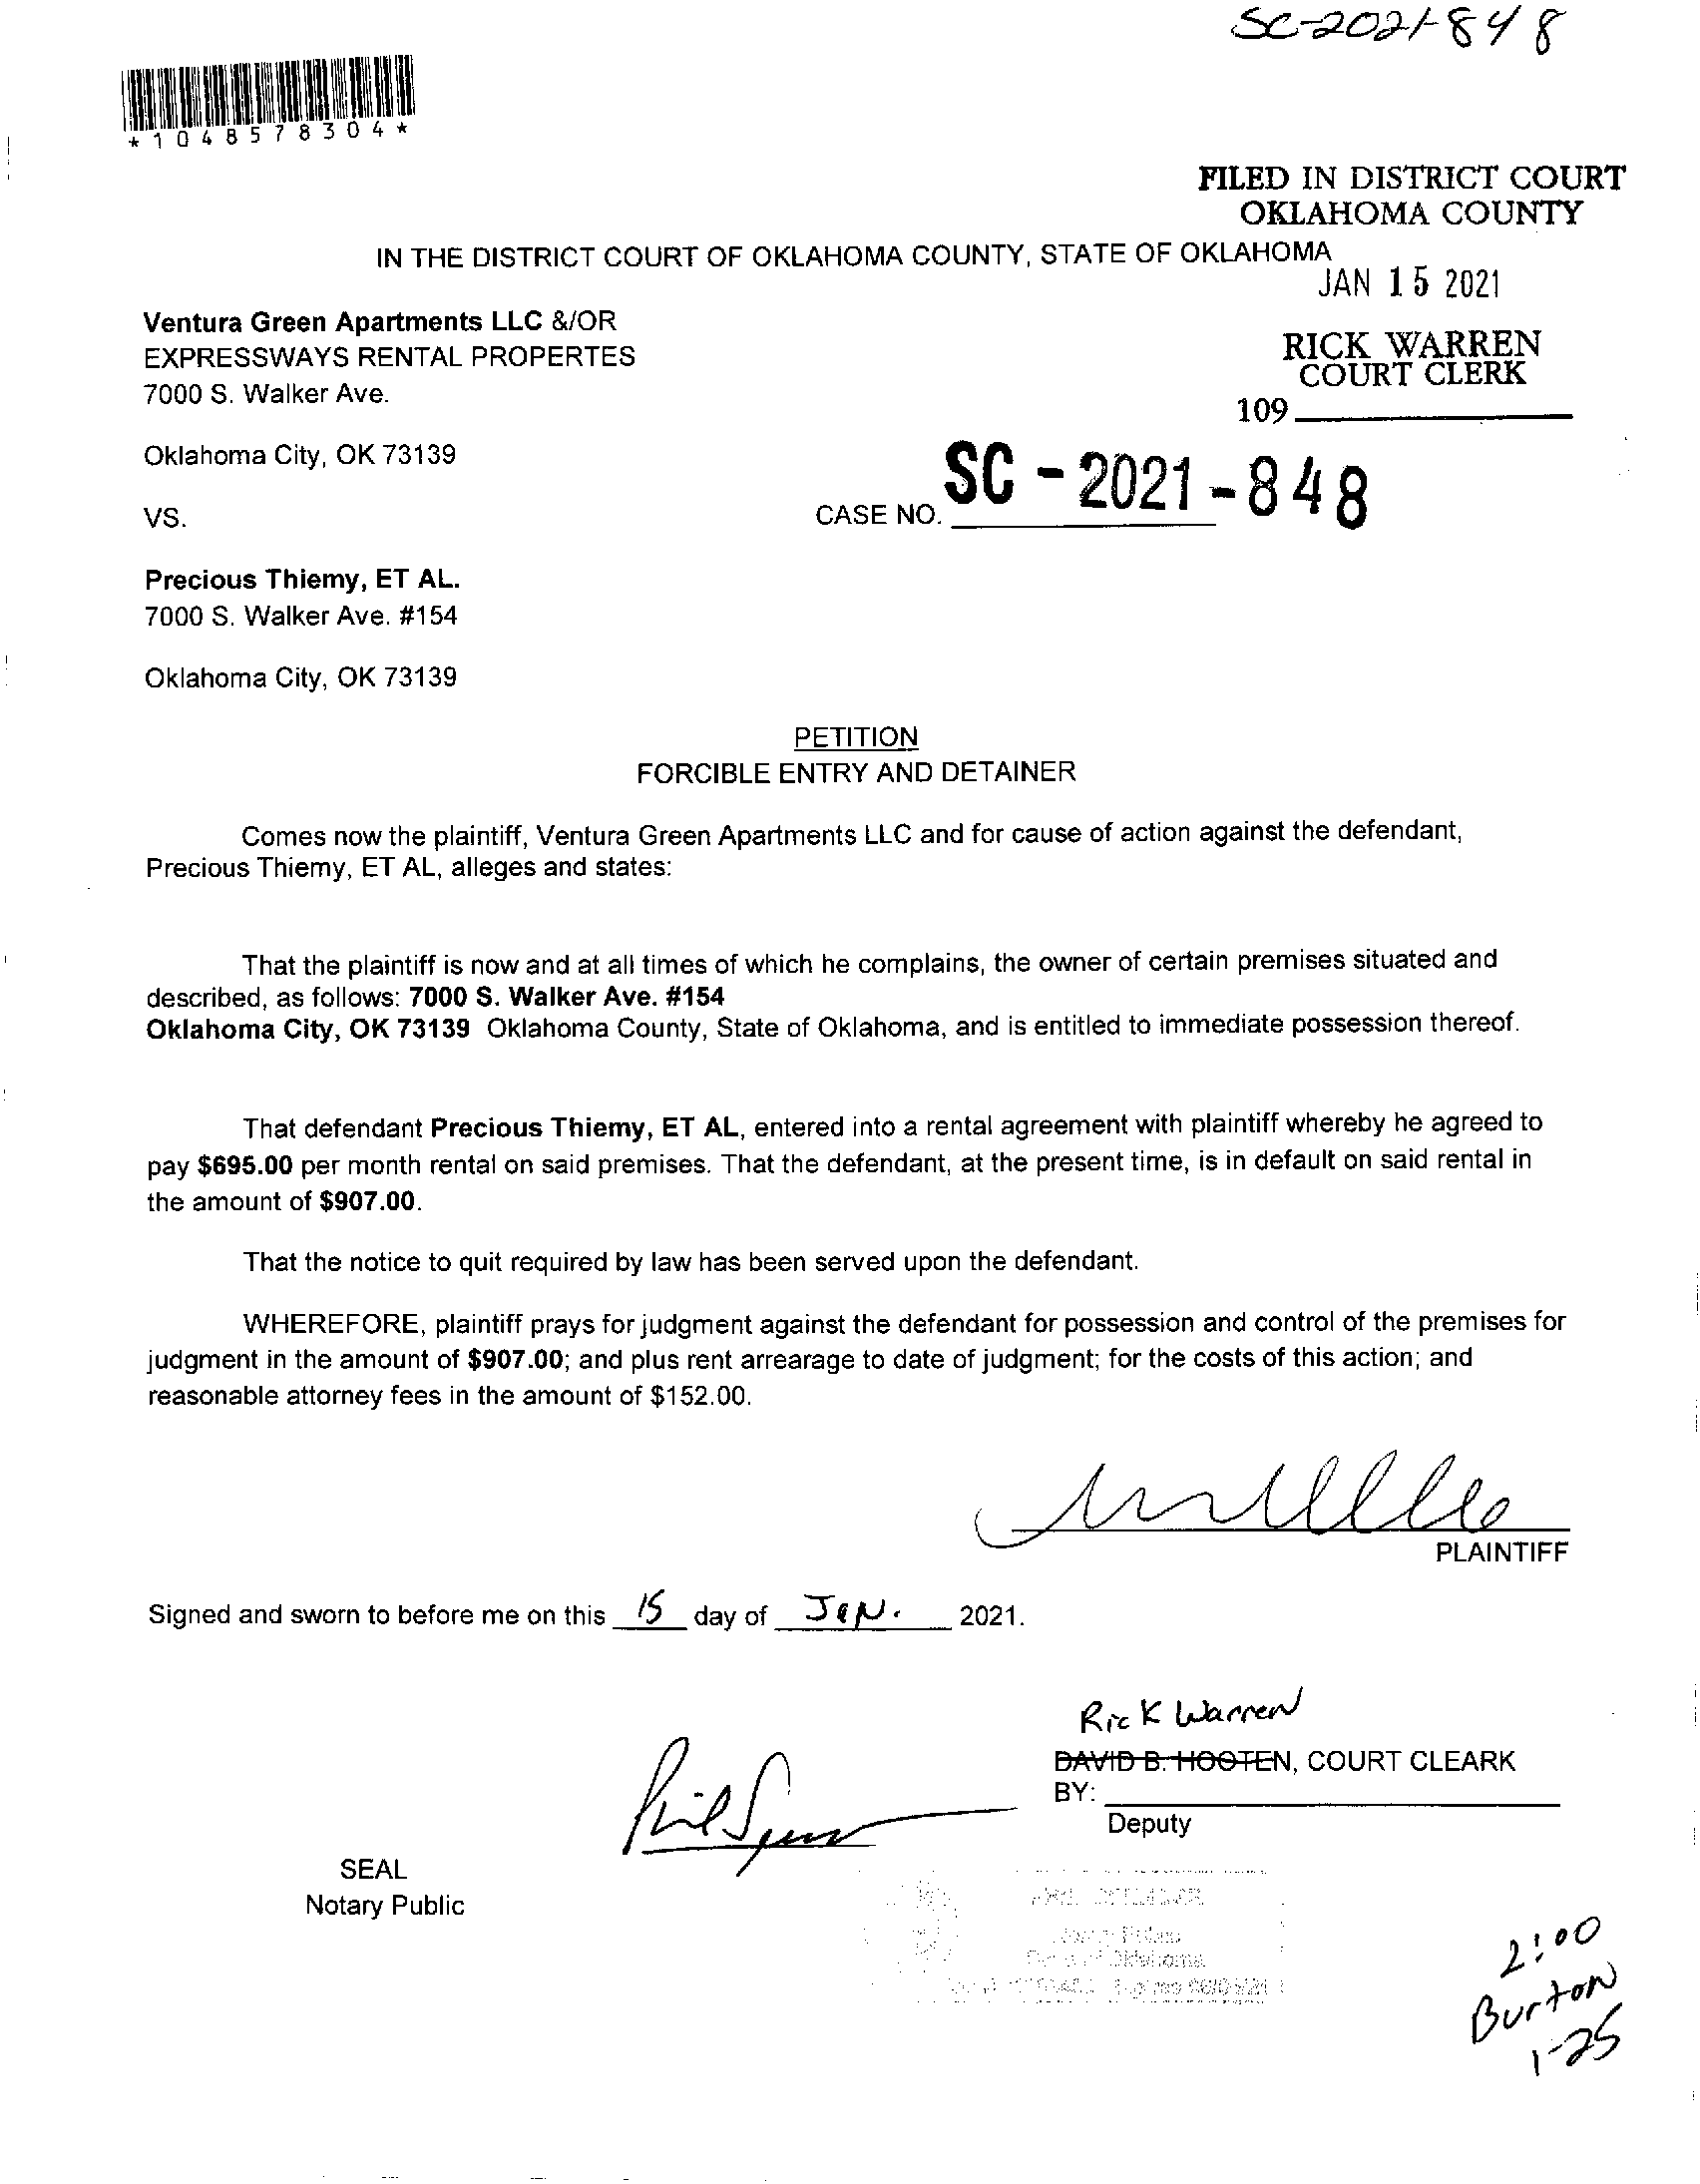 SC-2021-848
*1048578304*
FILED IN DISTRICT COURT
OKLAHOMA COUNTY
IN THE DISTRICT COURT OF OKLAHOMA COUNTY, STATE OF OKLAHOMA
JAN 15 2021
Ventura Green Apartments LLC &/OR
EXPRESSWAYS RENTAL PROPERTES
7000 S. Walker Ave.
RICK WARREN
COURT CLERK
109
Oklahoma City, OK 73139
VS.
CASE NO. SC - 2021 - 848
Precious Thiemy, ET AL.
7000 S. Walker Ave. #154
Oklahoma City, OK 73139
PETITION
FORCIBLE ENTRY AND DETAINER
Comes now the plaintiff, Ventura Green Apartments LLC and for cause of action against the defendant,
Precious Thiemy, ET AL, alleges and states:
That the plaintiff is now and at all times of which he complains, the owner of certain premises situated and
described, as follows: 7000 S. Walker Ave. #154
Oklahoma City, OK 73139 Oklahoma County, State of Oklahoma, and is entitled to immediate possession thereof.
That defendant Precious Thiemy, ET AL, entered into a rental agreement with plaintiff whereby he agreed to
pay $695.00 per month rental on said premises. That the defendant, at the present time, is in default on said rental in
the amount of $907.00.
That the notice to quit required by law has been served upon the defendant.
WHEREFORE, plaintiff prays for judgment against the defendant for possession and control of the premises for
judgment in the amount of $907.00; and plus rent arrearage to date of judgment; for the costs of this action; and
reasonable attorney fees in the amount of $152.00.
PLAINTIFF
Signed and sworn to before me on this 15 day of JAN. 2021.
Rick Warren
DAVID B. HOOTEN, COURT CLEARK
BY:
Deputy
SEAL
Notary Public
Oklahoma
2:00
Burton
1-25